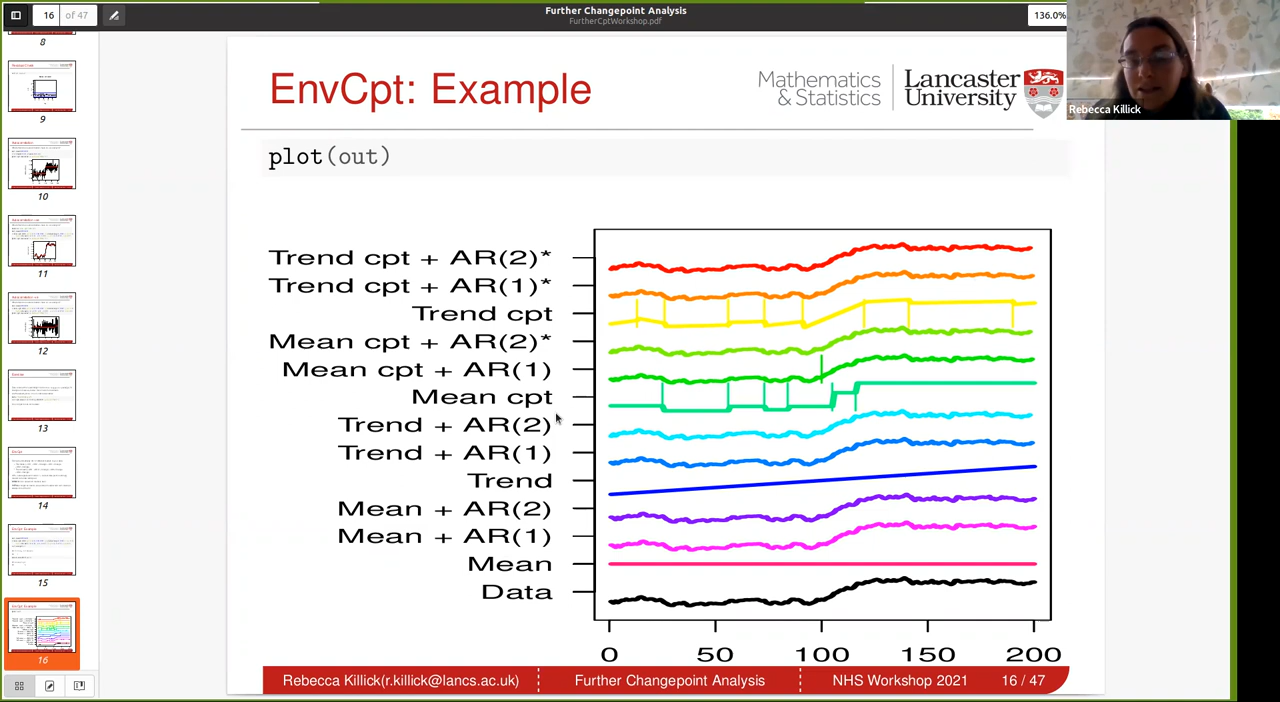 16 of 47
Further Changepoint Analysis
FurtherCptWorkshop.pdf
136.0%
Rebecca Killick
8
9
10
11
12
13
14
15
16
EnvCpt: Example
Mathematics
& Statistics
Lancaster
University
plot(out)
Trend cpt + AR(2)*
Trend cpt + AR(1)*
Trend cpt
Mean cpt + AR(2)*
Mean cpt + AR(1)
Mean cpt
Trend + AR(2)
Trend + AR(1)
Trend
Mean + AR(2)
Mean + AR(1)
Mean
Data
0 50 100 150 200
Rebecca Killick(r.killick@lancs.ac.uk) Further Changepoint Analysis NHS Workshop 2021 16 / 47